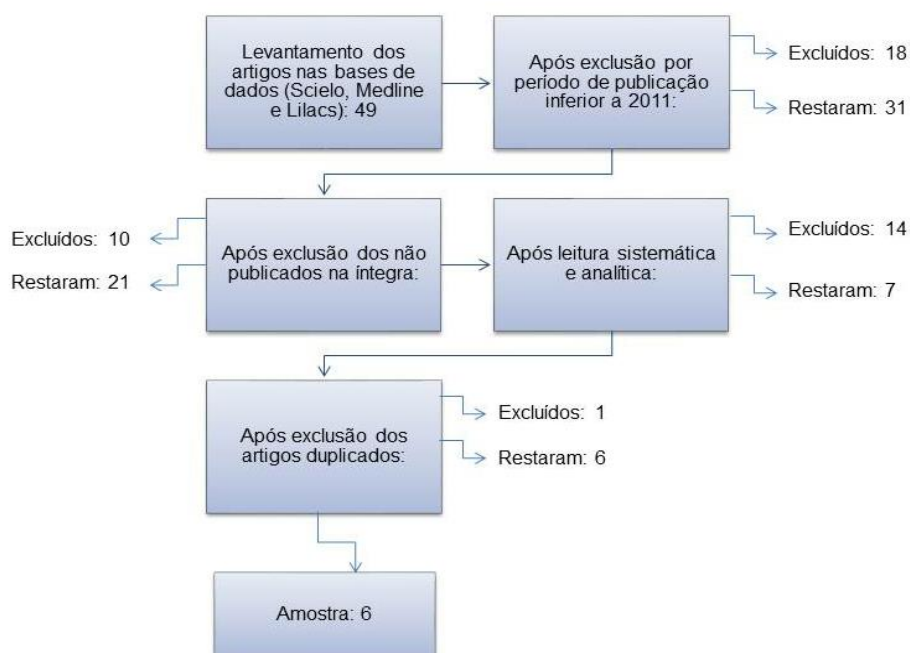 Levantamento dos
artigos nas bases de
dados (Scielo, Medline
e Lilacs): 49
Após exclusão por
período de publicação
inferior a 2011:
Excluídos: 18
Restaram: 31
Excluídos: 10
Restaram: 21
Após exclusão dos não
publicados na íntegra:
Após leitura sistemática
e analítica:
Excluídos: 14
Restaram: 7
Após exclusão dos
artigos duplicados:
Excluídos: 1
Restaram: 6
Amostra: 6